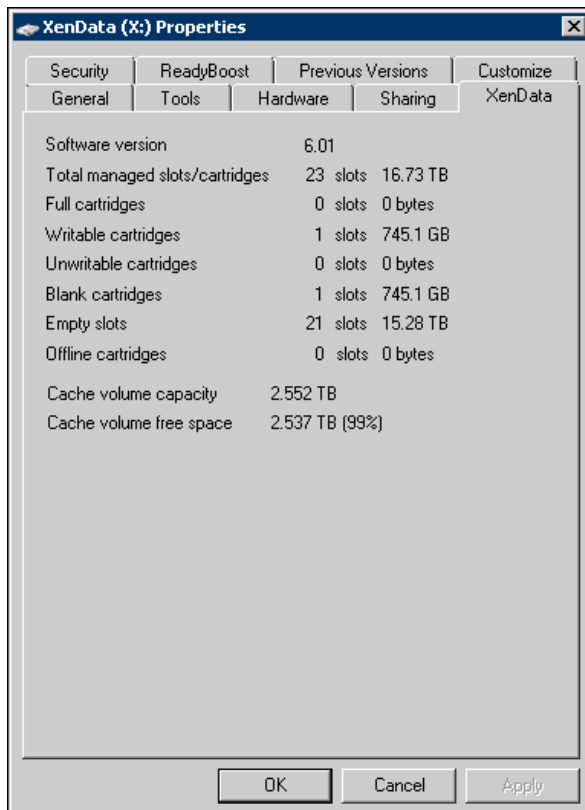 XenData (X:) Properties
Security ReadyBoost Previous Versions Customize
General Tools Hardware Sharing XenData
Software version 6.01
Total managed slots/cartridges 23 slots 16.73 TB
Full cartridges 0 slots 0 bytes
Writable cartridges 1 slots 745.1 GB
Unwritable cartridges 0 slots 0 bytes
Blank cartridges 1 slots 745.1 GB
Empty slots 21 slots 15.28 TB
Offline cartridges 0 slots 0 bytes
Cache volume capacity 2.552 TB
Cache volume free space 2.537 TB (99%)
OK Cancel Apply